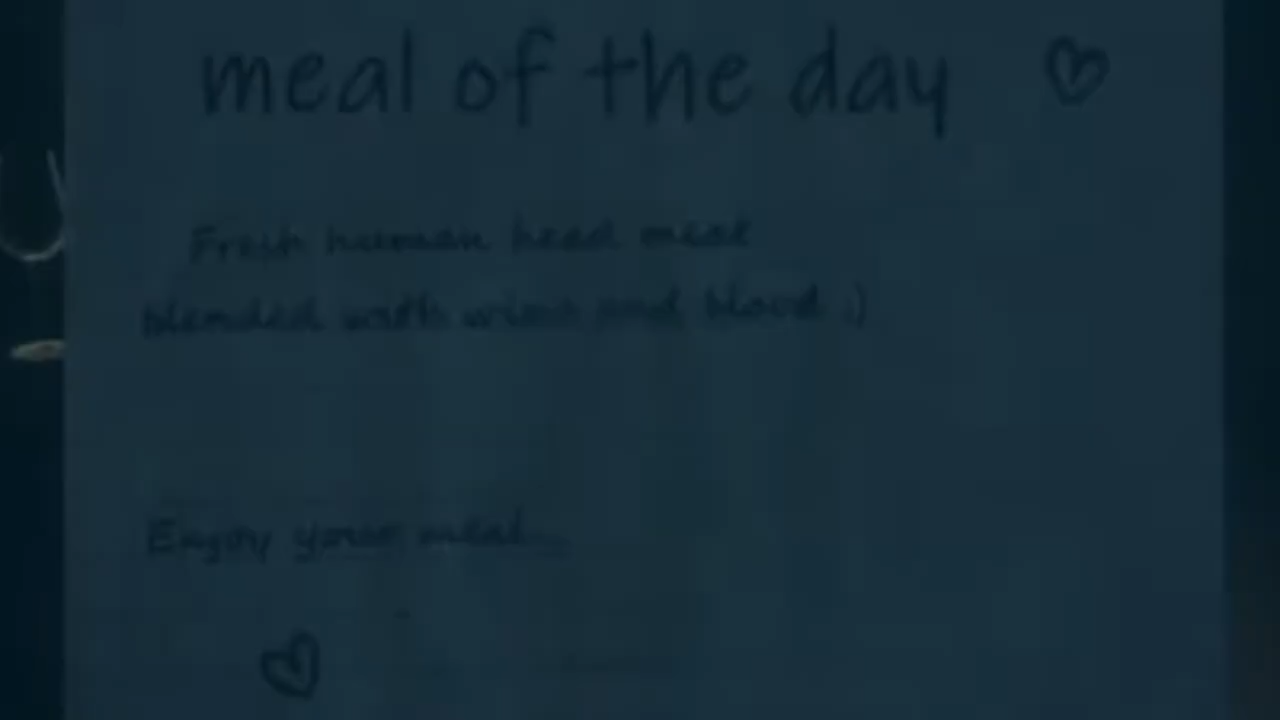 meal of the day
Fresh human head meat
blended with wine and blood :)
Enjoy your meal